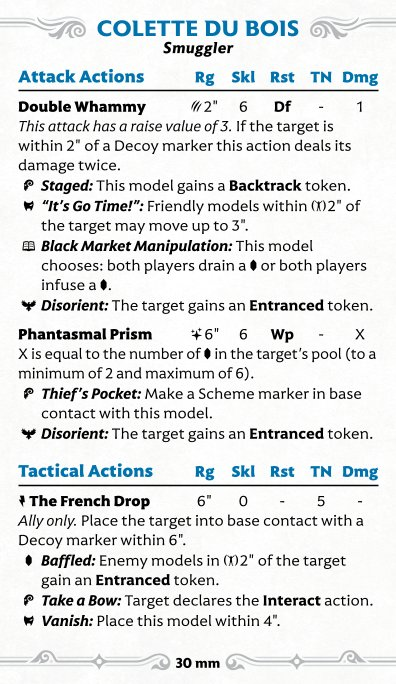 COLETTE DU BOIS
Smuggler
Attack Actions Rg Skl Rst TN Dmg
Double Whammy 2" 6 Df - 1
This attack has a raise value of 3. If the target is
within 2" of a Decoy marker this action deals its
damage twice.
Staged: This model gains a Backtrack token.
"It's Go Time!": Friendly models within 2" of
the target may move up to 3".
Black Market Manipulation: This model
chooses: both players drain a or both players
infuse a .
Disorient: The target gains an Entranced token.
Phantasmal Prism 6" 6 Wp - X
X is equal to the number of in the target's pool (to a
minimum of 2 and maximum of 6).
Thief's Pocket: Make a Scheme marker in base
contact with this model.
Disorient: The target gains an Entranced token.
Tactical Actions Rg Skl Rst TN Dmg
The French Drop 6" 0 - 5 -
Ally only. Place the target into base contact with a
Decoy marker within 6".
Baffled: Enemy models in 2" of the target
gain an Entranced token.
Take a Bow: Target declares the Interact action.
Vanish: Place this model within 4".
30 mm